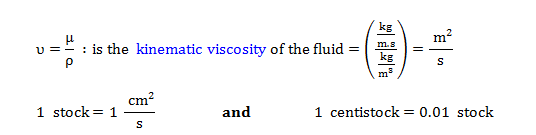 υ = μ/ρ : is the kinematic viscosity of the fluid = ((kg/m.s)/(kg/m³)) = m²/s
1 stock = 1 cm²/s and 1 centistock = 0.01 stock